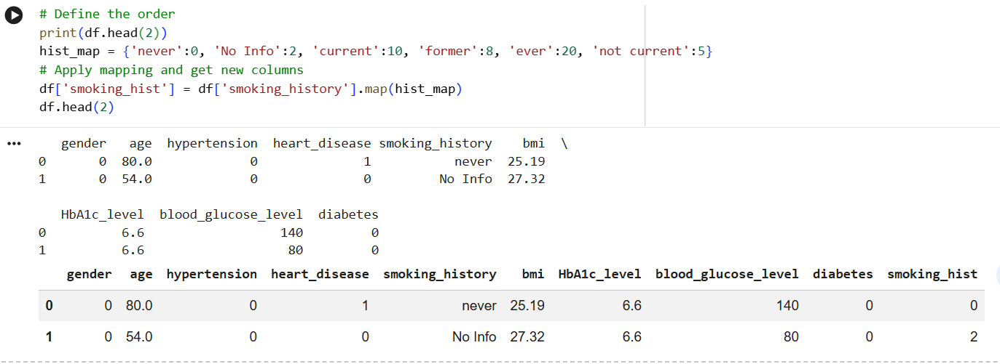 # Define the order
print(df.head(2))
hist_map = {'never':0, 'No Info':2, 'current':10, 'former':8, 'ever':20, 'not current':5}
# Apply mapping and get new columns
df['smoking_hist'] = df['smoking_history'].map(hist_map)
df.head(2)
gender age hypertension heart_disease smoking_history bmi \
0 0 80.0 0 1 never 25.19
1 0 54.0 0 0 No Info 27.32
HbA1c_level blood_glucose_level diabetes
0 6.6 140 0
1 6.6 80 0
gender age hypertension heart_disease smoking_history bmi HbA1c_level blood_glucose_level diabetes smoking_hist
0 0 80.0 0 1 never 25.19 6.6 140 0 0
1 0 54.0 0 0 No Info 27.32 6.6 80 0 2